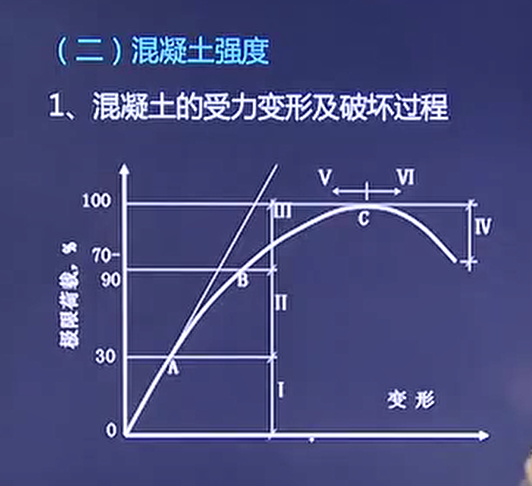 （二）混凝土强度
1、混凝土的受力变形及破坏过程
V VI
100
III
C
IV
70-
90
B
II
极限荷载，%
30
A
I
变形
0